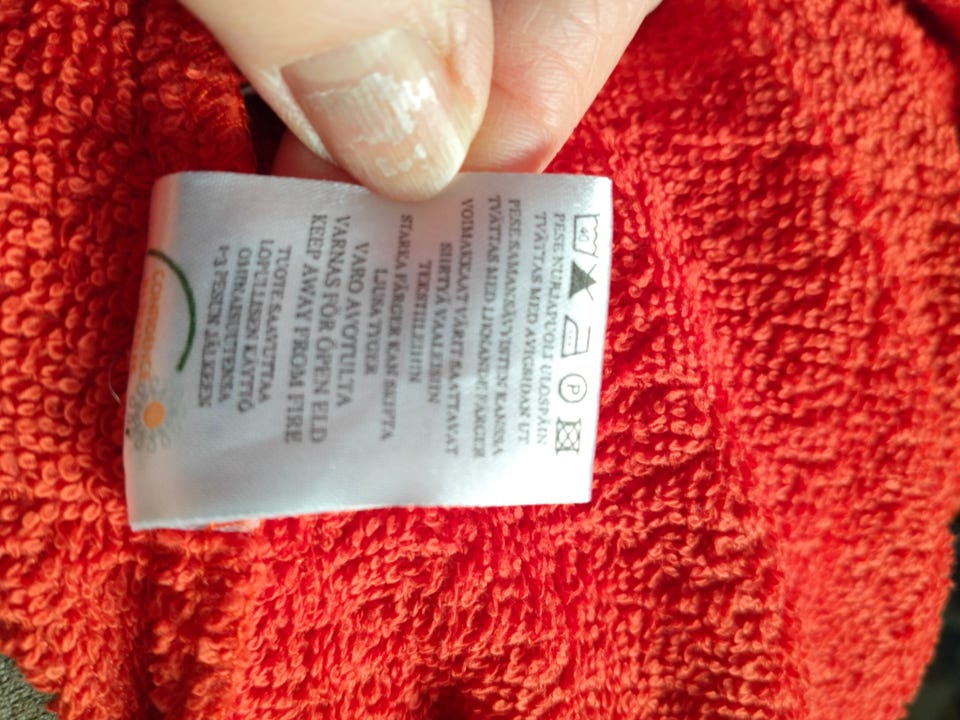 40 P
PESE NURJAPUOLI ULOSPÄIN
TVÄTTAS MED AVIGSIDAN UT
PESE SAMANSÄVYISTEN KANSSA
TVÄTTAS MED LIKNANDE FÄRGER
VOIMAKKAAT VÄRIT SAATTAVAT
SIIRTYÄ VAALEISIIN
TEKSTIILEIHIN
STARKA FÄRGER KAN SKIFTA
LJUSA TYGER
VARO AVOTULTA
VARNAS FÖR ÖPPEN ELD
KEEP AWAY FROM FIRE
TUOTE SAAVUTTAA
LOPULLISEN KÄYTTÖ
OMINAISUUTENSA
1-3 PESUN JÄLKEEN